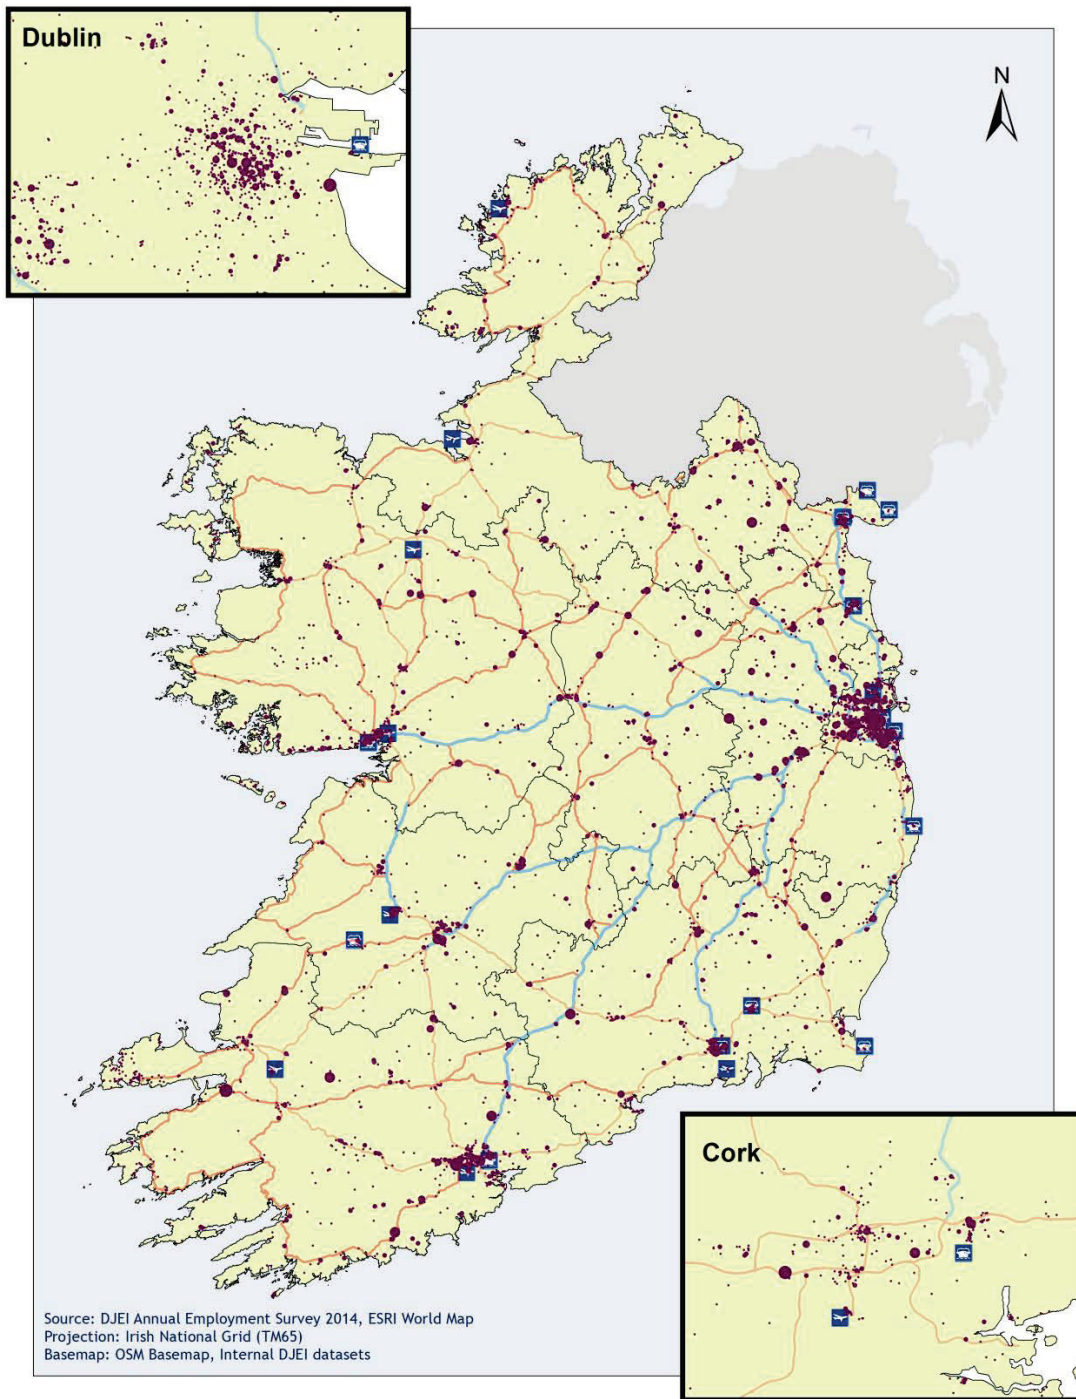 Dublin
N
Cork
Source: DJEI Annual Employment Survey 2014, ESRI World Map
Projection: Irish National Grid (TM65)
Basemap: OSM Basemap, Internal DJEI datasets